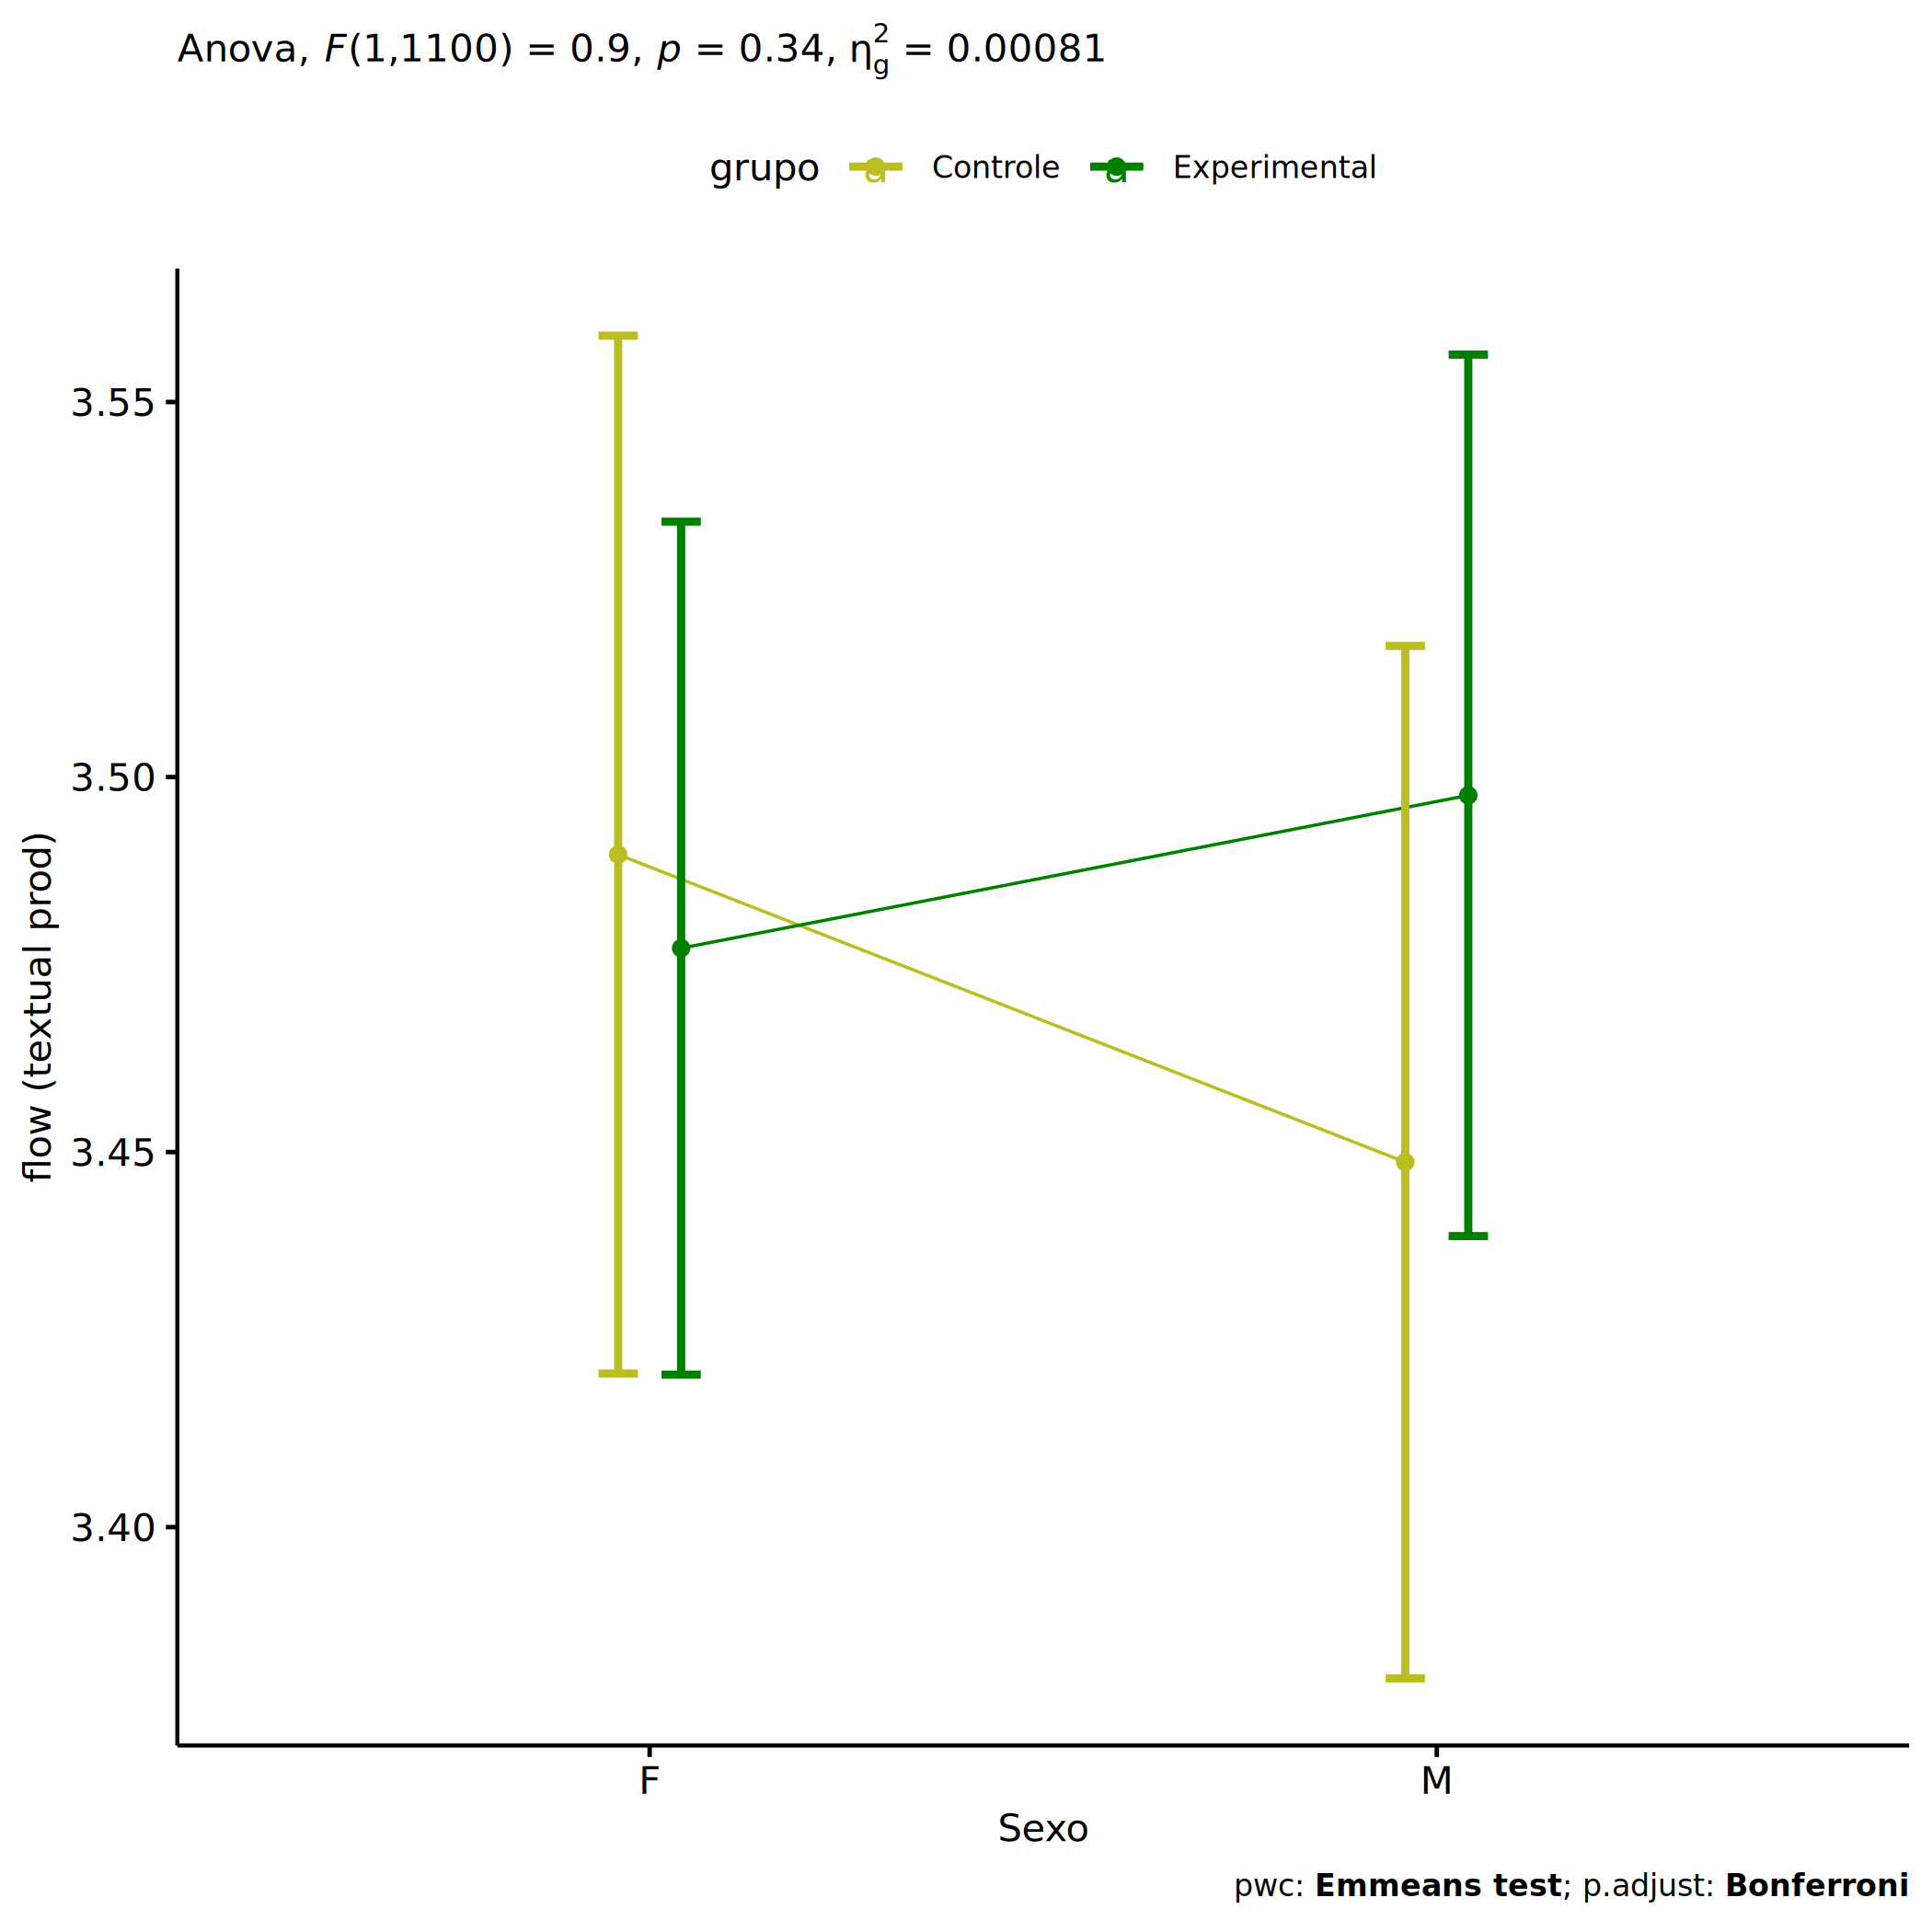 Anova, F(1,1100) = 0.9, p = 0.34, η²g = 0.00081
grupo a Controle a Experimental
3.55
3.50
3.45
3.40
flow (textual prod)
F M
Sexo
pwc: Emmeans test; p.adjust: Bonferroni